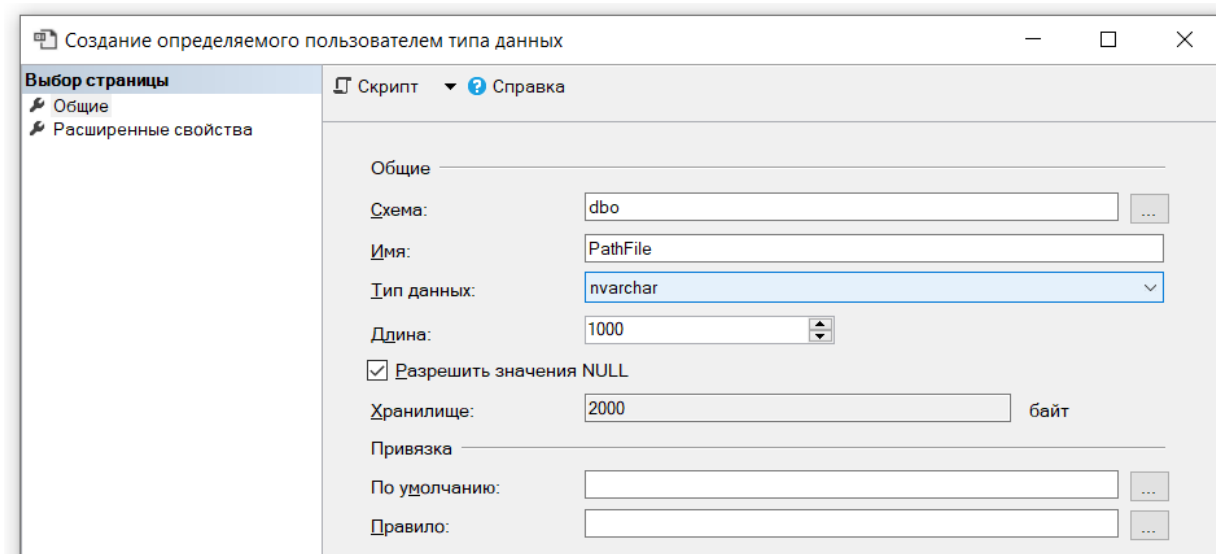 Создание определяемого пользователем типа данных
Выбор страницы
Общие
Расширенные свойства
Скрипт
Справка
Общие
Схема:
dbo
...
Имя:
PathFile
Тип данных:
nvarchar
Длина:
1000
Разрешить значения NULL
Хранилище:
2000
байт
Привязка
По умолчанию:
...
Правило:
...